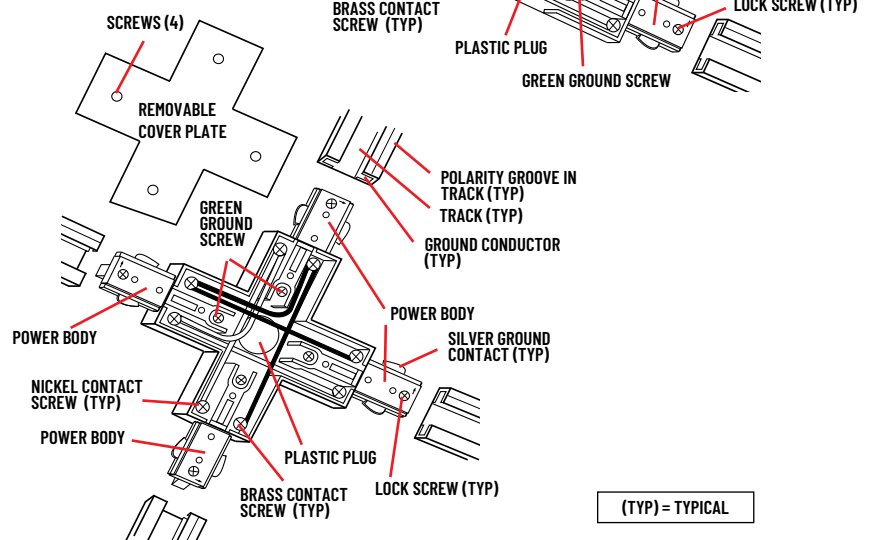 BRASS CONTACT
SCREW (TYP)
LOCK SCREW (TYP)
PLASTIC PLUG
GREEN GROUND SCREW
SCREWS (4)
REMOVABLE
COVER PLATE
POLARITY GROOVE IN
TRACK (TYP)
TRACK (TYP)
GROUND CONDUCTOR
(TYP)
GREEN
GROUND
SCREW
POWER BODY
POWER BODY
SILVER GROUND
CONTACT (TYP)
NICKEL CONTACT
SCREW (TYP)
POWER BODY
PLASTIC PLUG
BRASS CONTACT
SCREW (TYP)
LOCK SCREW (TYP)
(TYP) = TYPICAL